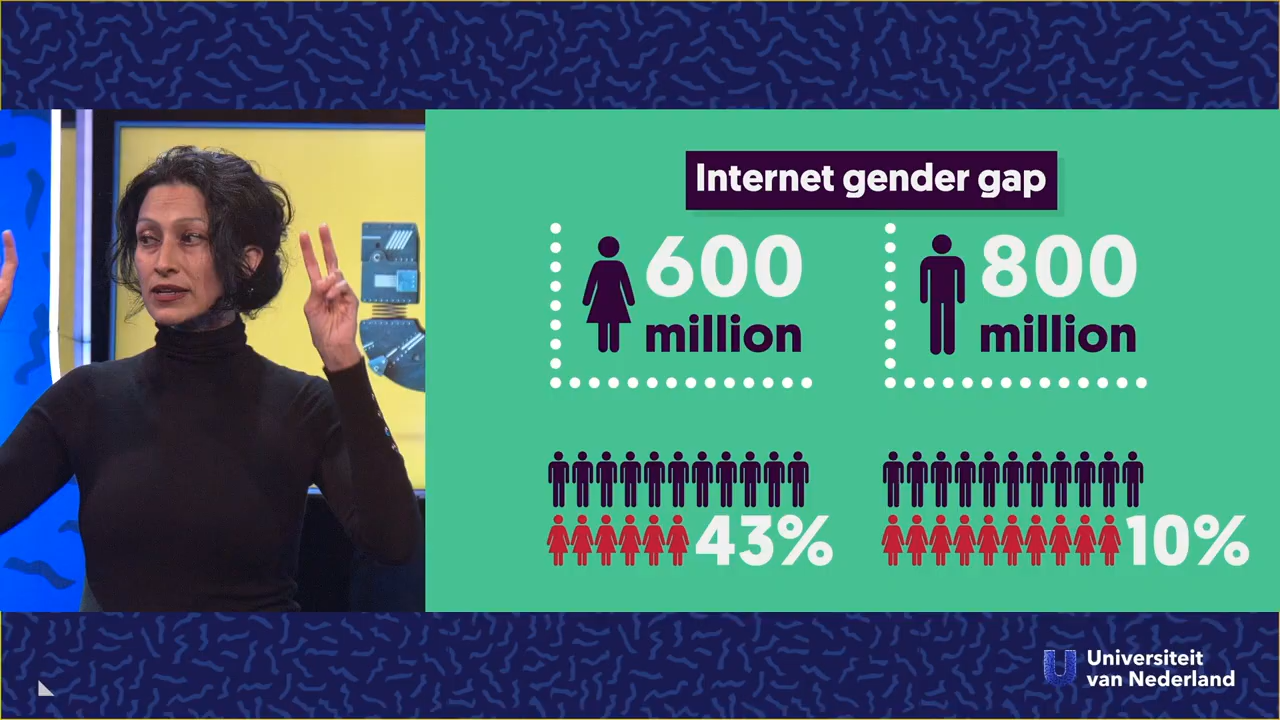 Internet gender gap
600
million
800
million
43%
10%
Universiteit
van Nederland